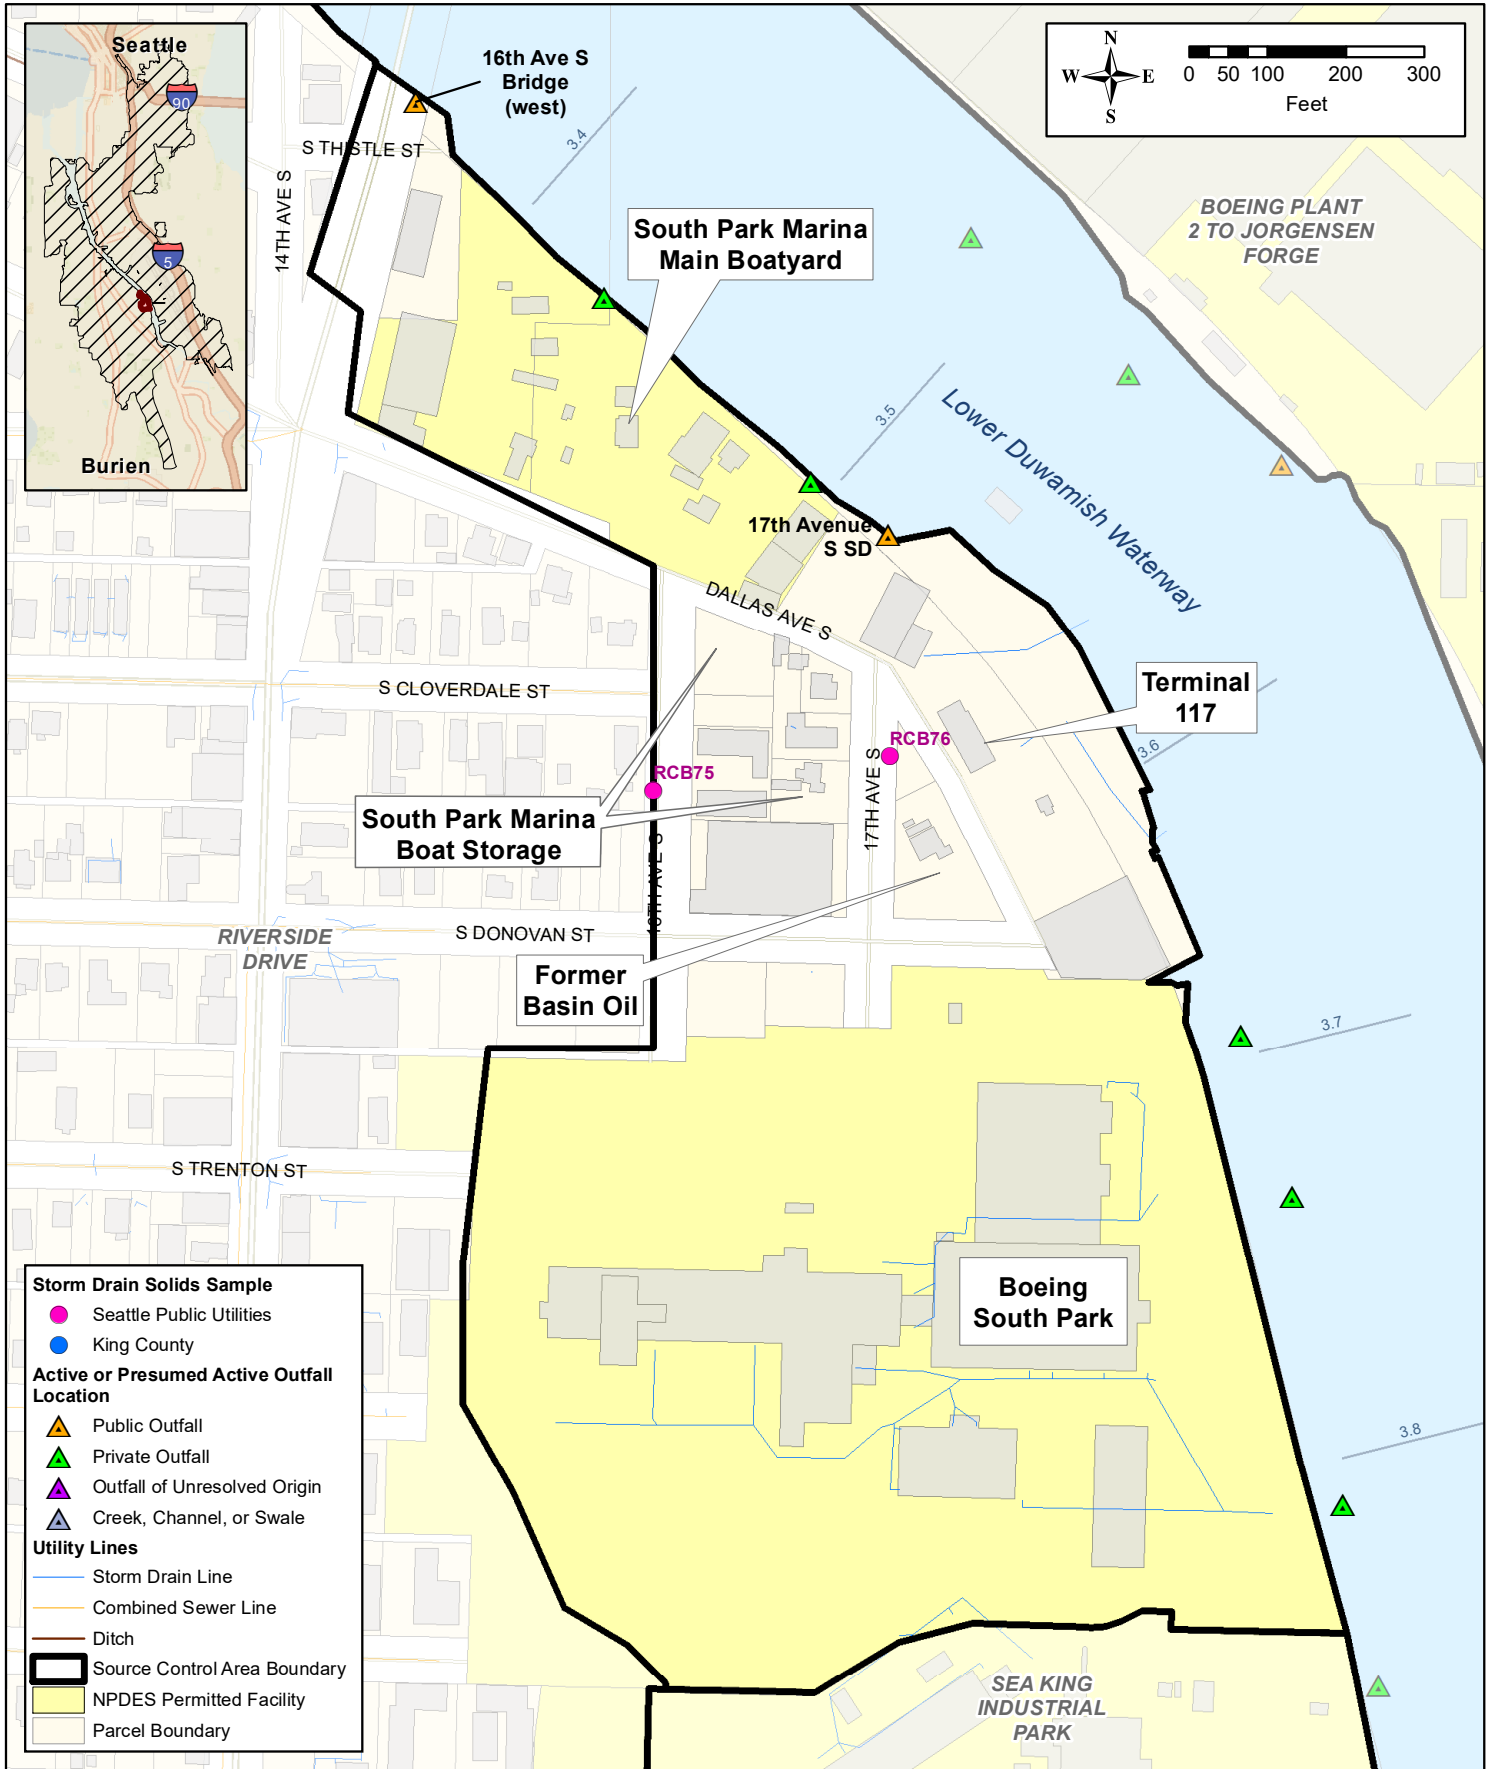 Seattle
90
5
Burien
16th Ave S
Bridge
(west)
N
W
E
S
0 50 100 200 300
Feet
S THISTLE ST
14TH AVE S
3.4
BOEING PLANT
2 TO JORGENSEN
FORGE
South Park Marina
Main Boatyard
3.5
Lower Duwamish Waterway
17th Avenue
S SD
DALLAS AVE S
S CLOVERDALE ST
Terminal
117
3.6
RCB76
RCB75
17TH AVE S
South Park Marina
Boat Storage
16TH AVE S
S DONOVAN ST
RIVERSIDE
DRIVE
Former
Basin Oil
3.7
S TRENTON ST
Boeing
South Park
3.8
SEA KING
INDUSTRIAL
PARK
Storm Drain Solids Sample
Seattle Public Utilities
King County
Active or Presumed Active Outfall
Location
Public Outfall
Private Outfall
Outfall of Unresolved Origin
Creek, Channel, or Swale
Utility Lines
Storm Drain Line
Combined Sewer Line
Ditch
Source Control Area Boundary
NPDES Permitted Facility
Parcel Boundary